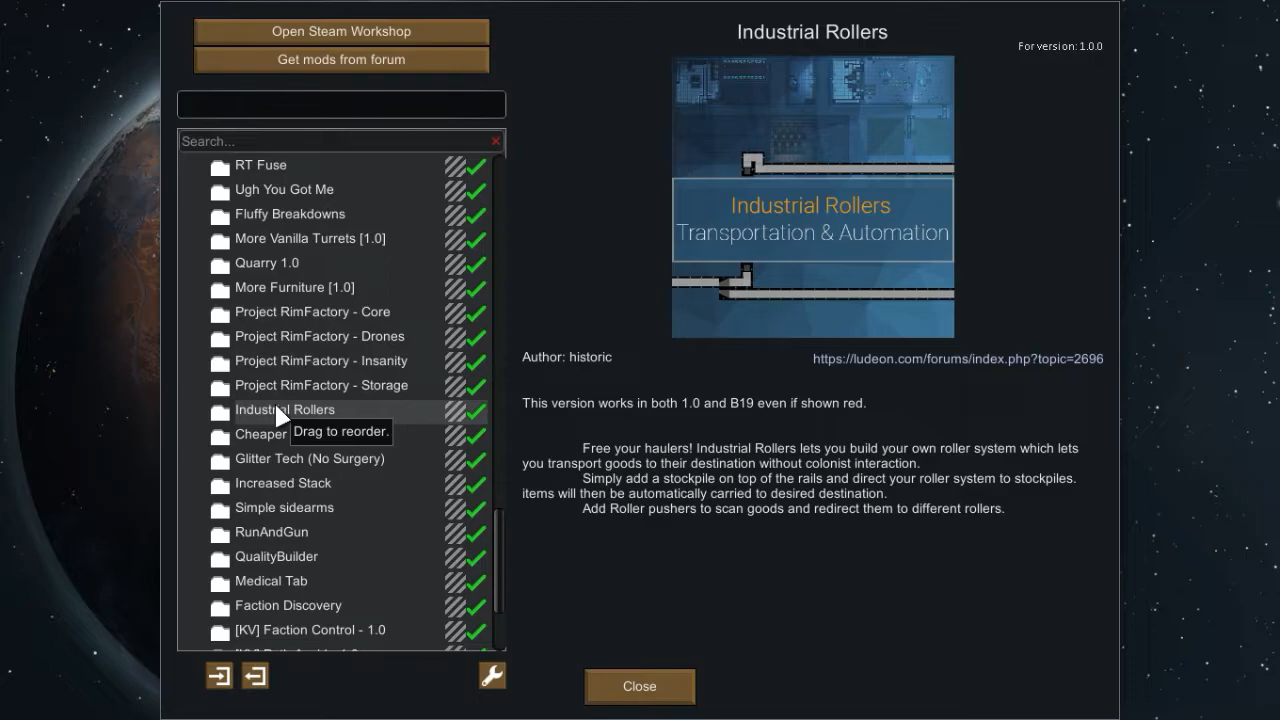 Open Steam Workshop
Get mods from forum
Search...
RT Fuse
Ugh You Got Me
Fluffy Breakdowns
More Vanilla Turrets [1.0]
Quarry 1.0
More Furniture [1.0]
Project RimFactory - Core
Project RimFactory - Drones
Project RimFactory - Insanity
Project RimFactory - Storage
Industrial Rollers
Drag to reorder.
Cheaper
Glitter Tech (No Surgery)
Increased Stack
Simple sidearms
RunAndGun
QualityBuilder
Medical Tab
Faction Discovery
[KV] Faction Control - 1.0
Industrial Rollers
For version: 1.0.0
Industrial Rollers
Transportation & Automation
Author: historic
https://ludeon.com/forums/index.php?topic=2696
This version works in both 1.0 and B19 even if shown red.
Free your haulers! Industrial Rollers lets you build your own roller system which lets
you transport goods to their destination without colonist interaction.
Simply add a stockpile on top of the rails and direct your roller system to stockpiles.
items will then be automatically carried to desired destination.
Add Roller pushers to scan goods and redirect them to different rollers.
Close